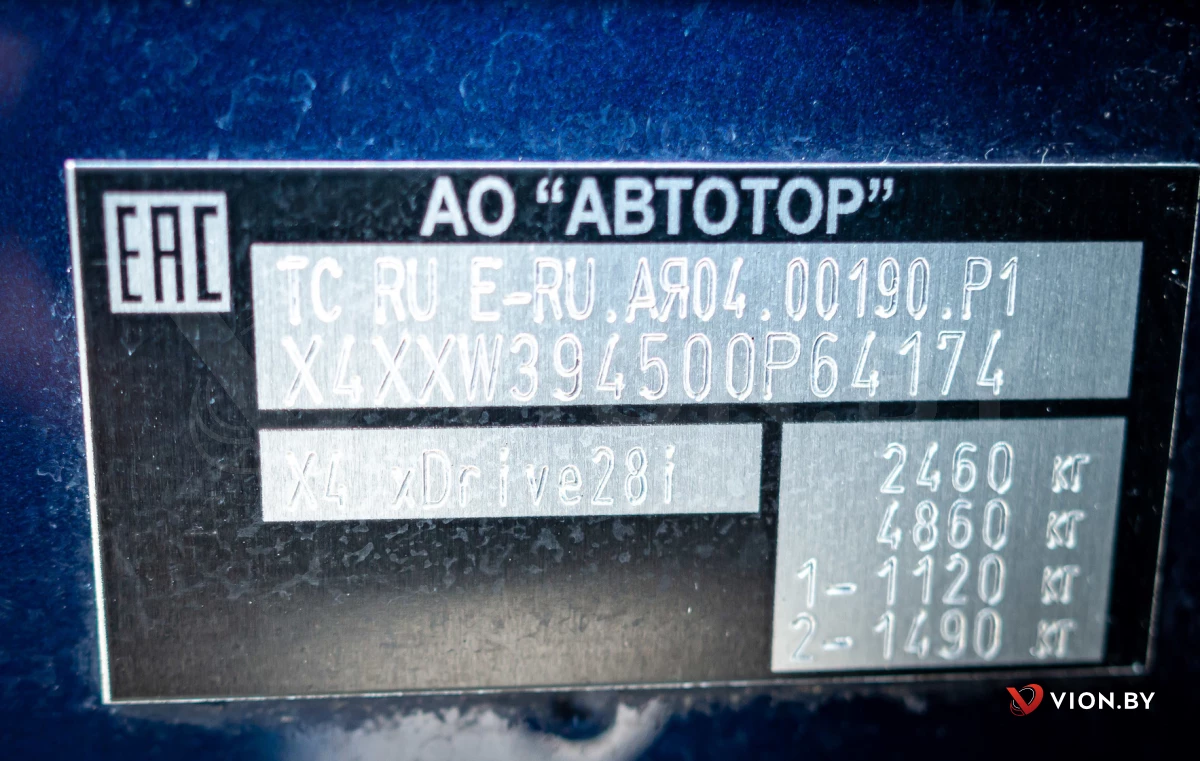 EAC
АО “АВТОТОР”
TC RU E-RU.АЯ04.00190.P1
X4XXW394500P64174
X4 xDrive28i
2460 кг
4860 кг
1- 1120 кг
2- 1490 кг
VION.BY